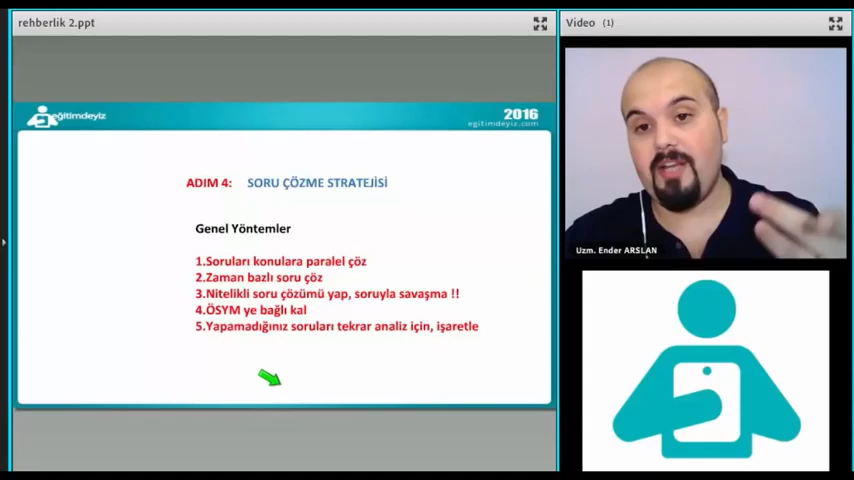 rehberlik 2.ppt
Video (1)
eğitimdeyiz
2016
egitimdeyiz.com
ADIM 4: SORU ÇÖZME STRATEJİSİ
Genel Yöntemler
1.Soruları konulara paralel çöz
2.Zaman bazlı soru çöz
3.Nitelikli soru çözümü yap, soruyla savaşma !!
4.ÖSYM ye bağlı kal
5.Yapamadığınız soruları tekrar analiz için, işaretle
Uzm. Ender ARSLAN